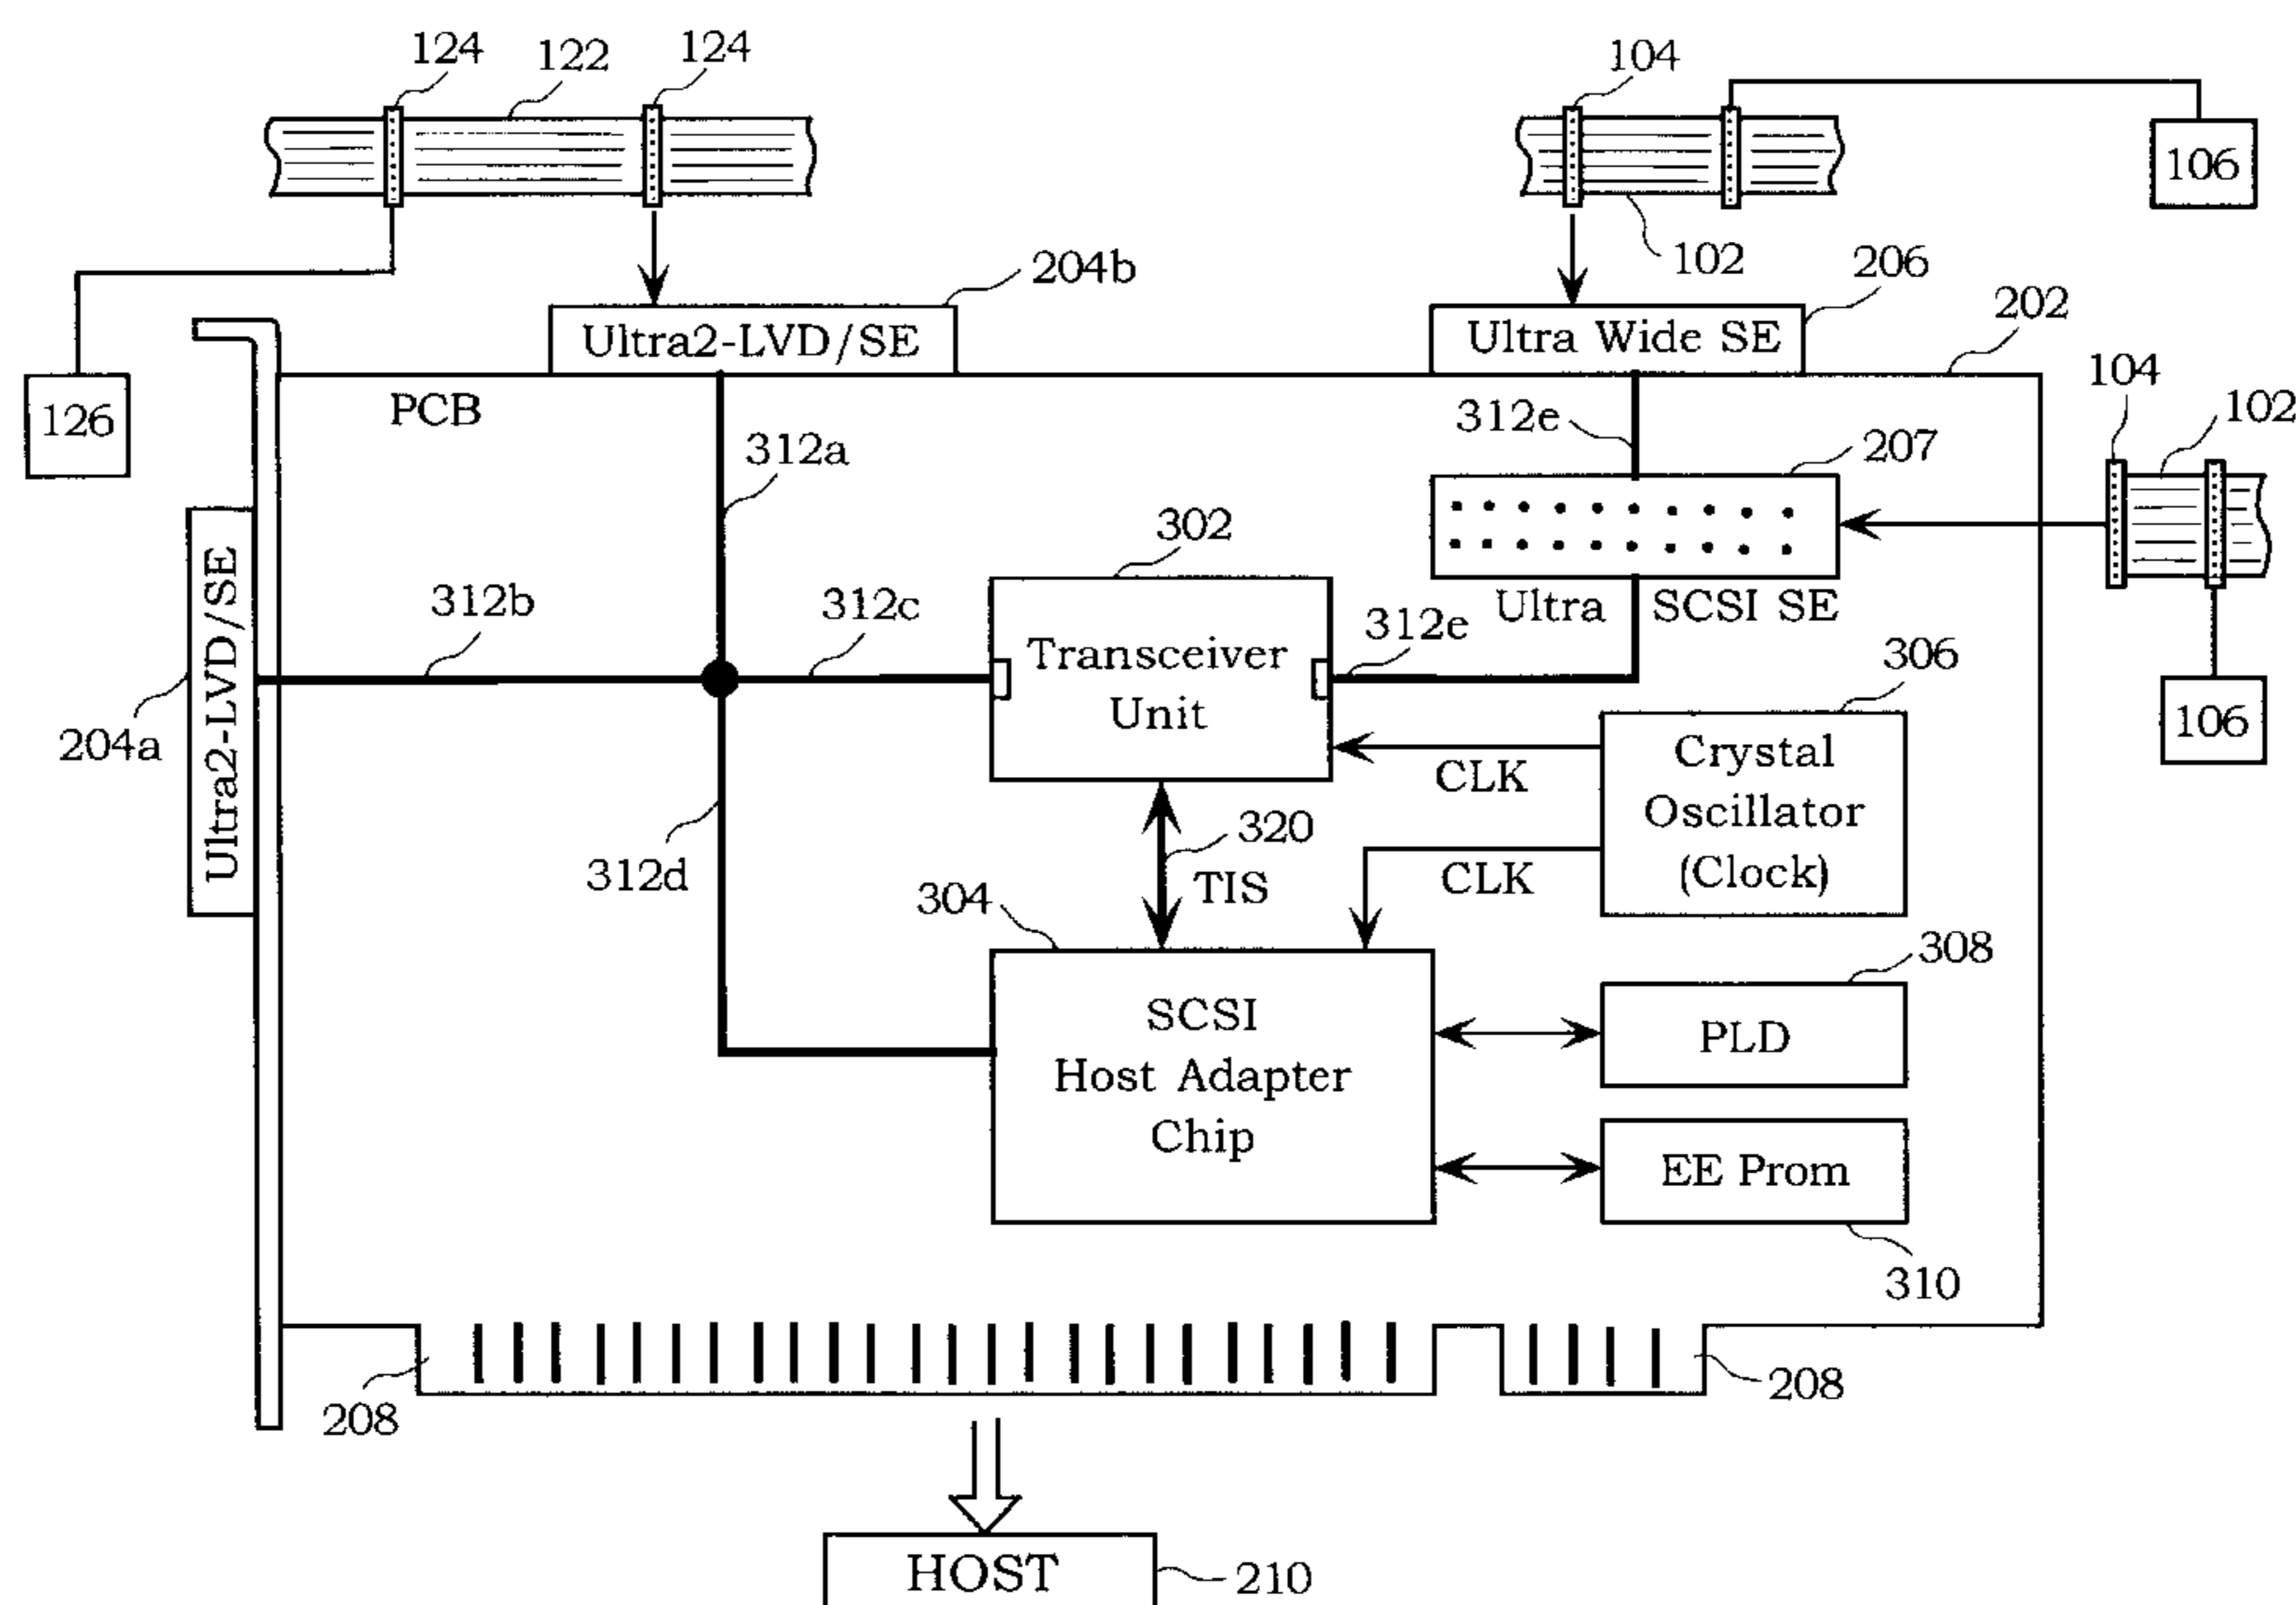 124
122
124
104
106
102
204b
206
202
Ultra2-LVD/SE
Ultra Wide SE
126
PCB
104
102
312a
312e
207
302
Ultra2-LVD/SE
312b
312c
Ultra SCSI SE
312e
306
Transceiver
Unit
106
204a
Crystal
Oscillator
(Clock)
CLK
320
312d
TIS
CLK
304
308
SCSI
Host Adapter
Chip
PLD
EE Prom
310
208
208
HOST
210